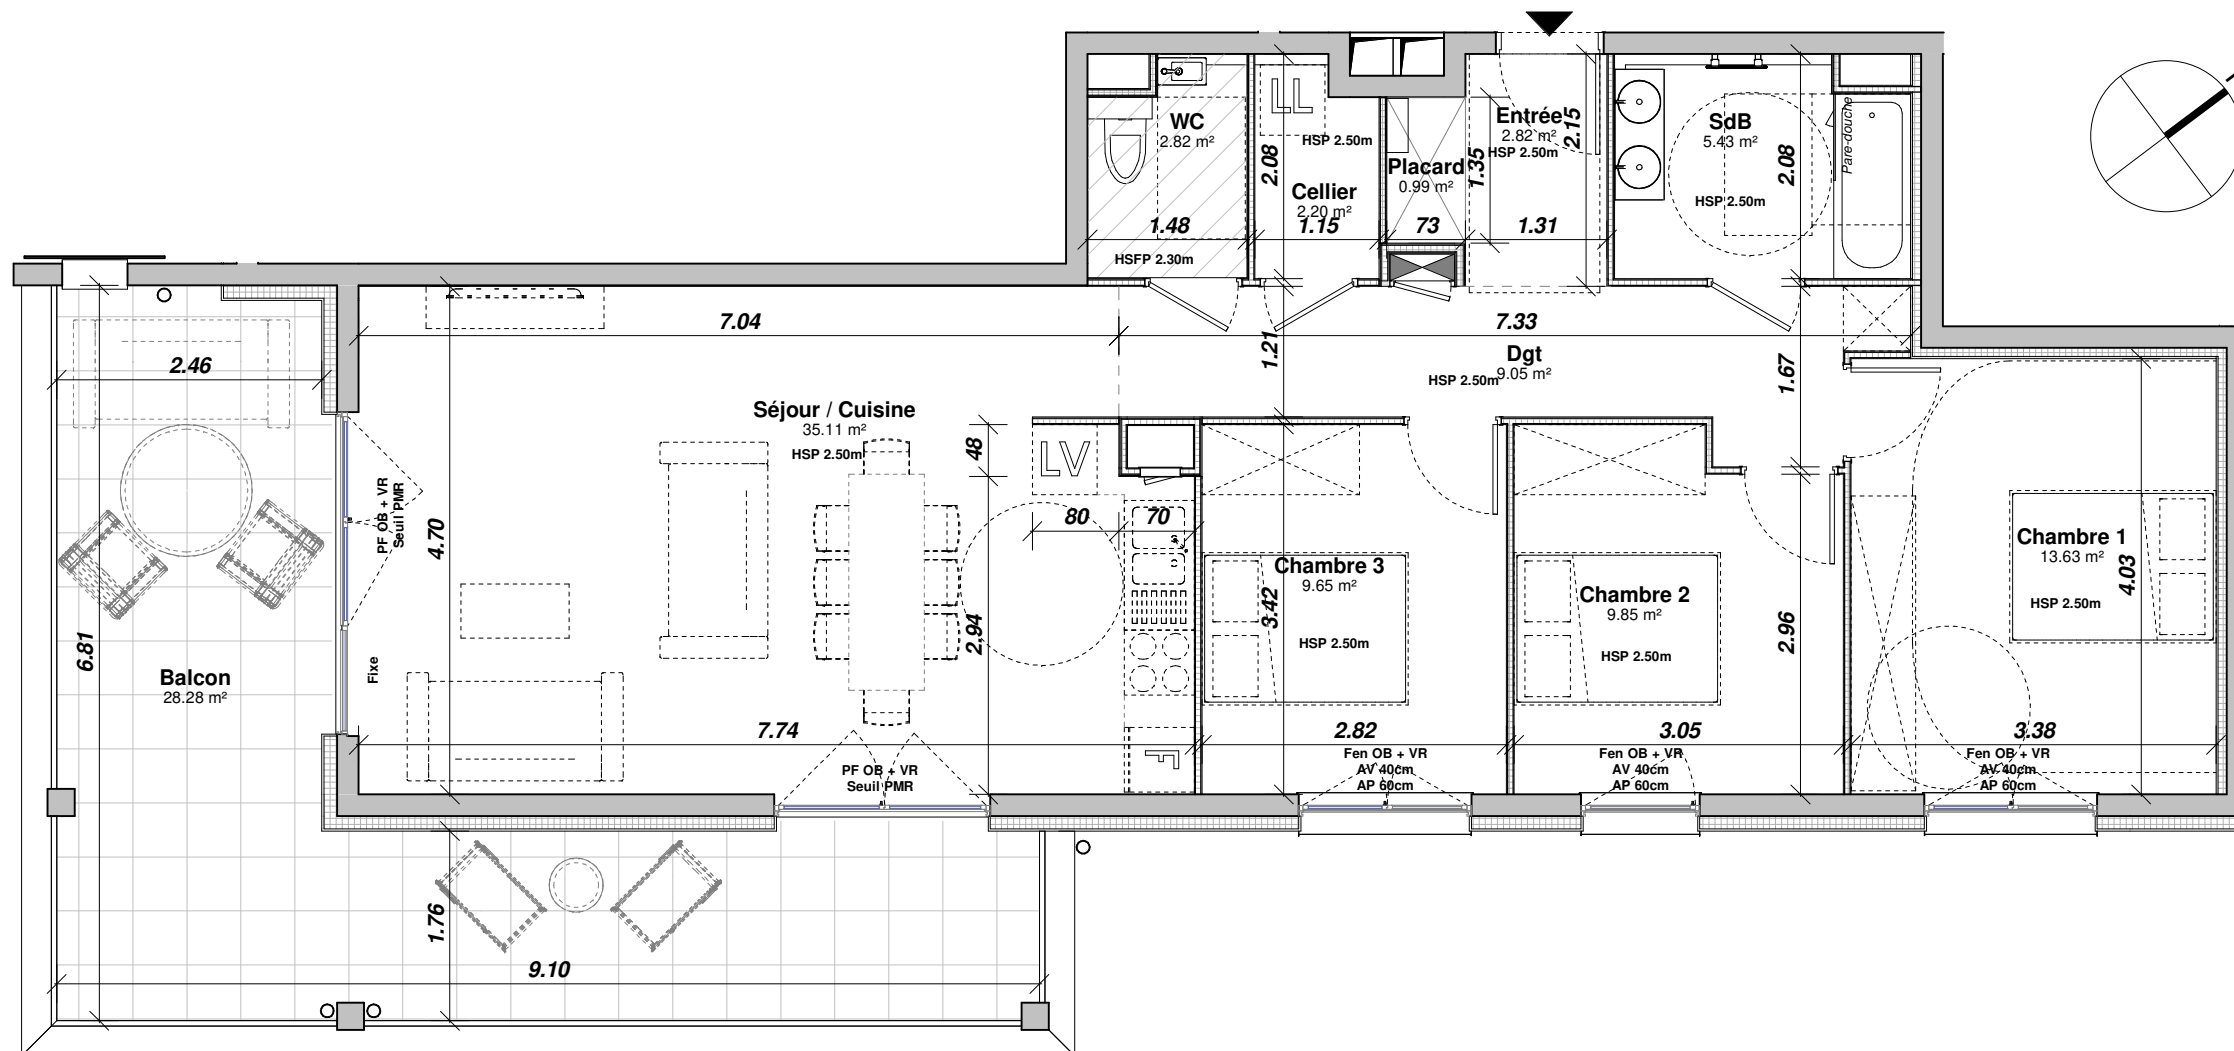 WC
2.82 m²
HSFP 2.30m
1.48
LL
HSP 2.50m
2.08
Cellier
2.20 m²
1.15
Placard
0.99 m²
73
1.35
Entrée
2.82 m²
HSP 2.50m
2.15
1.31
SdB
5.43 m²
HSP 2.50m
2.08
Pare-douche
7.04
7.33
1.21
Dgt
9.05 m²
HSP 2.50m
1.67
2.46
6.81
Balcon
28.28 m²
PF OB + VR
Seuil PMR
Fixe
4.70
Séjour / Cuisine
35.11 m²
HSP 2.50m
48
LV
80
70
2.94
7.74
PF OB + VR
Seuil PMR
F
Chambre 3
9.65 m²
HSP 2.50m
3.42
2.82
Fen OB + VR
AV 40cm
AP 60cm
Chambre 2
9.85 m²
HSP 2.50m
2.96
3.05
Fen OB + VR
AV 40cm
AP 60cm
Chambre 1
13.63 m²
HSP 2.50m
4.03
3.38
Fen OB + VR
AV 40cm
AP 60cm
1.76
9.10